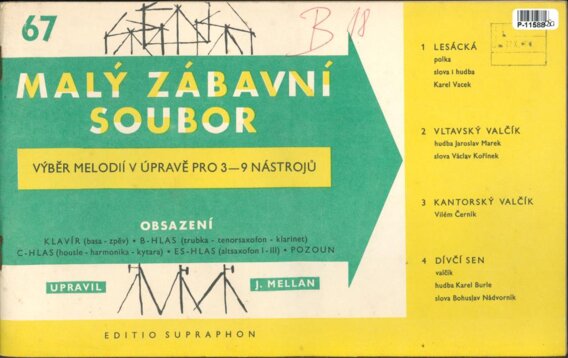 67
B 18
P-11588
MALÝ ZÁBAVNÍ
SOUBOR
VÝBĚR MELODIÍ V ÚPRAVĚ PRO 3—9 NÁSTROJŮ
OBSAZENÍ
KLAVÍR (basa - zpěv) • B-HLAS (trubka - tenorsaxofon - klarinet)
C-HLAS (housle - harmonika - kytara) • ES-HLAS (altsaxofon I-III) • POZOUN
UPRAVIL
J. MELLAN
EDITIO SUPRAPHON
1 LESÁCKÁ
polka
slova i hudba
Karel Vacek
2 VLTAVSKÝ VALČÍK
hudba Jaroslav Marek
slova Václav Kořínek
3 KANTORSKÝ VALČÍK
Vilém Černík
4 DÍVČÍ SEN
valčík
hudba Karel Burle
slova Bohuslav Nádvorník